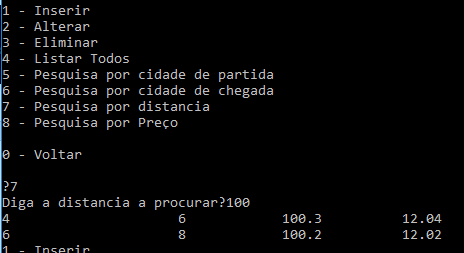 1 - Inserir
2 - Alterar
3 - Eliminar
4 - Listar Todos
5 - Pesquisa por cidade de partida
6 - Pesquisa por cidade de chegada
7 - Pesquisa por distancia
8 - Pesquisa por Preço
0 - Voltar
?7
Diga a distancia a procurar?100
4 6 100.3 12.04
6 8 100.2 12.02
1 - Inserir